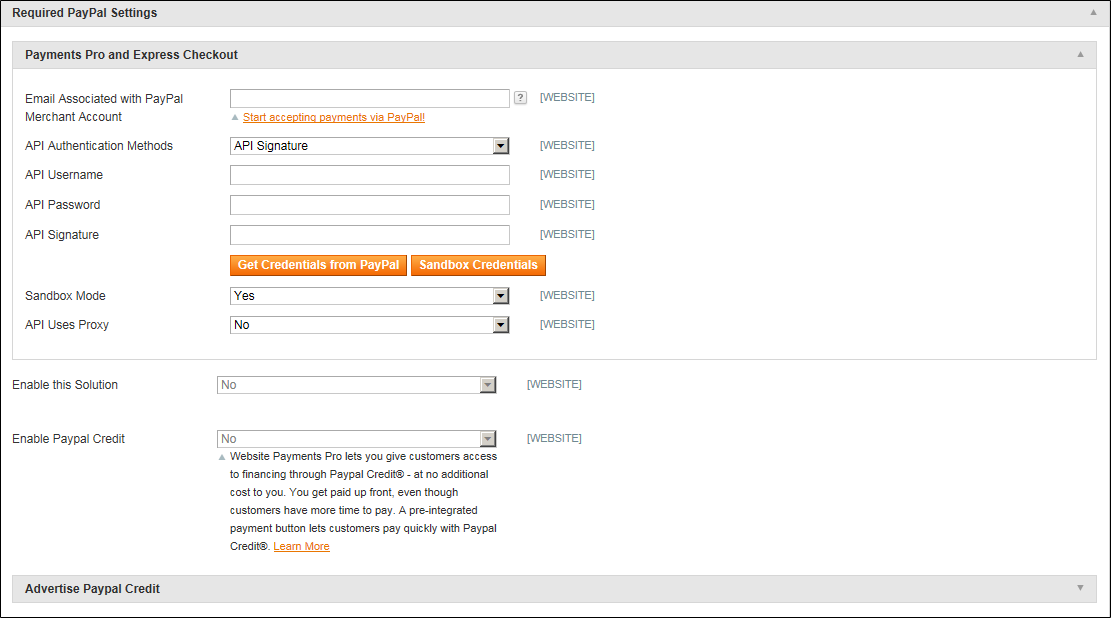 Required PayPal Settings
Payments Pro and Express Checkout
Email Associated with PayPal
Merchant Account
? [WEBSITE]
Start accepting payments via PayPal!
API Authentication Methods API Signature [WEBSITE]
API Username [WEBSITE]
API Password [WEBSITE]
API Signature [WEBSITE]
Get Credentials from PayPal Sandbox Credentials
Sandbox Mode Yes [WEBSITE]
API Uses Proxy No [WEBSITE]
Enable this Solution No [WEBSITE]
Enable Paypal Credit No [WEBSITE]
Website Payments Pro lets you give customers access
to financing through Paypal Credit® - at no additional
cost to you. You get paid up front, even though
customers have more time to pay. A pre-integrated
payment button lets customers pay quickly with Paypal
Credit®. Learn More
Advertise Paypal Credit